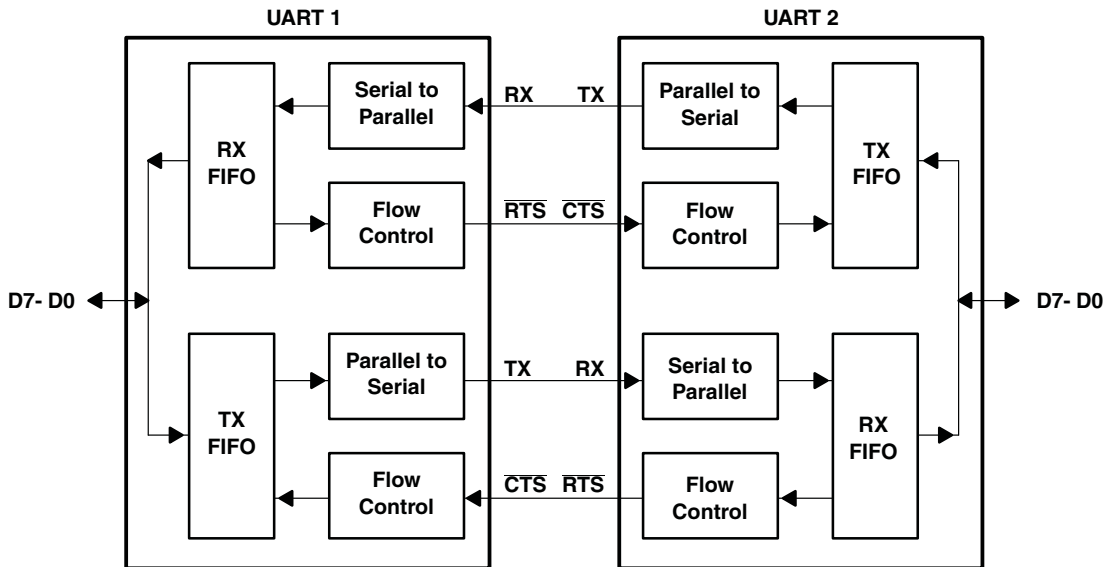 UART 1
UART 2
Serial to
Parallel
RX
TX
Parallel to
Serial
RX
FIFO
TX
FIFO
Flow
Control
RTS
CTS
Flow
Control
D7- D0
D7- D0
Parallel to
Serial
TX
RX
Serial to
Parallel
TX
FIFO
RX
FIFO
Flow
Control
CTS
RTS
Flow
Control